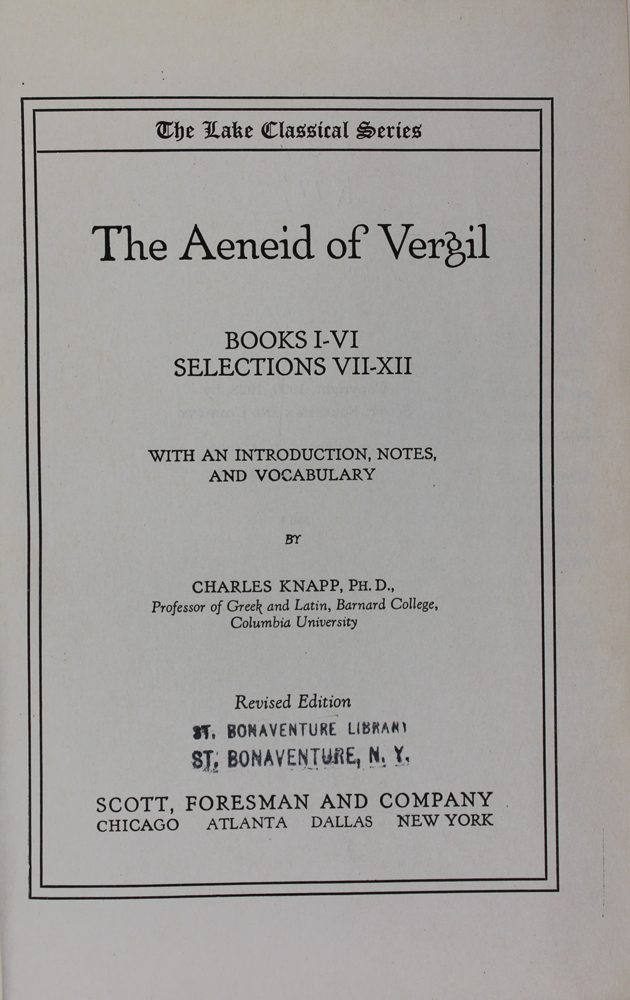 The Lake Classical Series
The Aeneid of Vergil
BOOKS I-VI
SELECTIONS VII-XII
WITH AN INTRODUCTION, NOTES,
AND VOCABULARY
BY
CHARLES KNAPP, PH. D.,
Professor of Greek and Latin, Barnard College,
Columbia University
Revised Edition
ST. BONAVENTURE LIBRARY
ST. BONAVENTURE, N. Y.
SCOTT, FORESMAN AND COMPANY
CHICAGO ATLANTA DALLAS NEW YORK